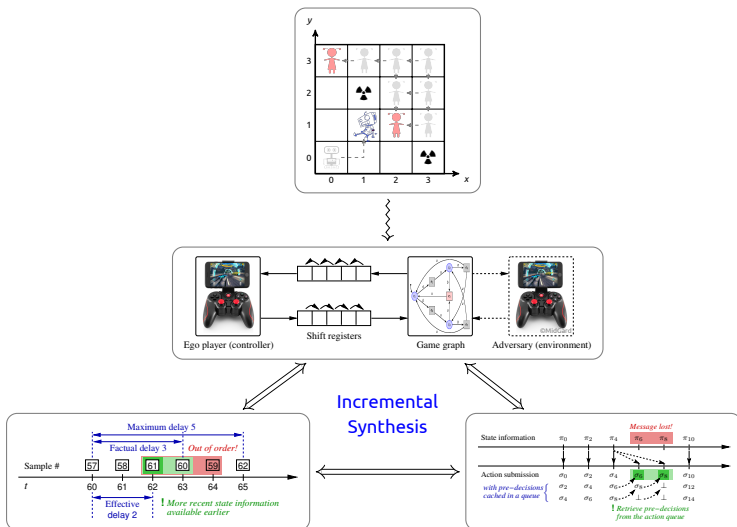 y
3
2
1
0
0 1 2 3
x
©MidGard
Ego player (controller)
Shift registers
Game graph
Adversary (environment)
Incremental
Synthesis
Maximum delay 5
Factual delay 3
Out of order!
Sample #
57 58 61 60 59 62
t
60 61 62 63 64 65
Effective
delay 2
! More recent state information
available earlier
Message lost!
State information
π0 π2 π4 π6 π8 π10
Action submission
σ0 σ2 σ4 σ6 σ8 σ10
with pre−decisions
cached in a queue
σ2 σ4 σ6 σ8 ⊥ σ12
σ4 σ6 σ8 ⊥ ⊥ σ14
! Retrieve pre−decisions
from the action queue